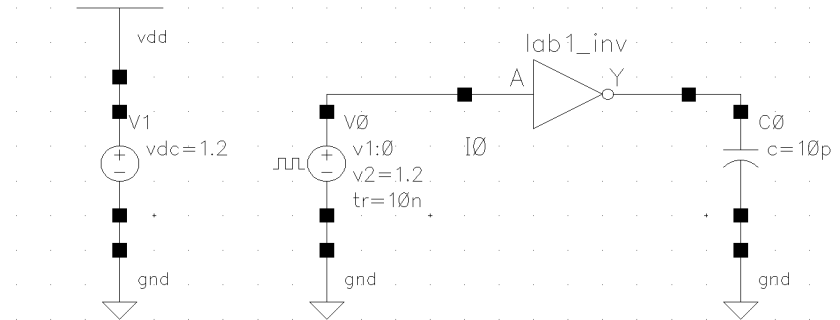 vdd
V1
vdc=1.2
gnd
V0
v1:0
v2=1.2
tr=10n
gnd
lab1_inv
A
Y
I0
C0
c=10p
gnd